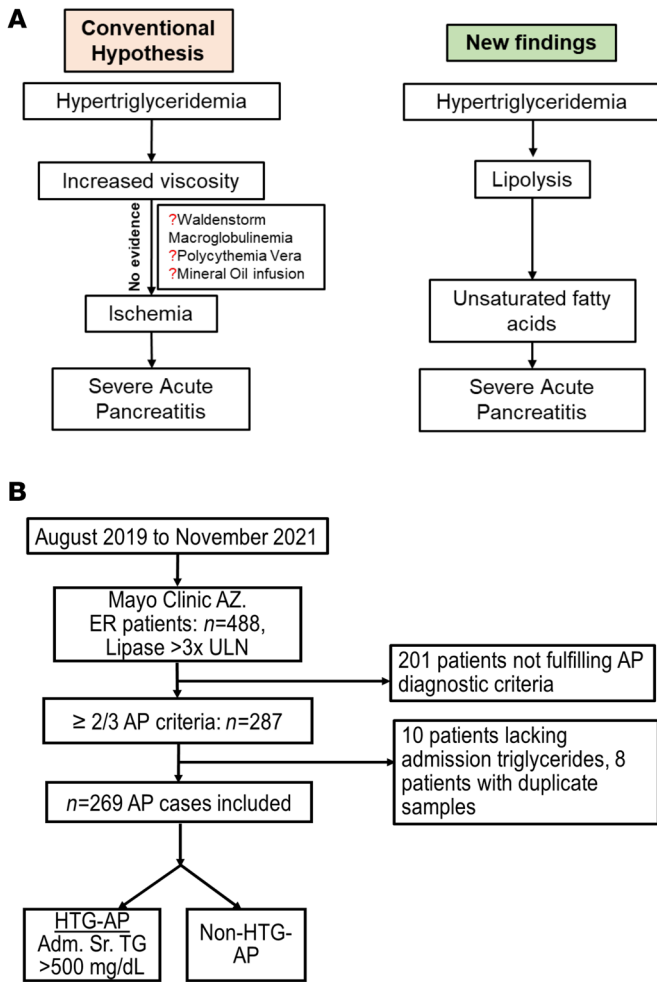 A
Conventional
Hypothesis
Hypertriglyceridemia
Increased viscosity
No evidence
?Waldenstorm
Macroglobulinemia
?Polycythemia Vera
?Mineral Oil infusion
Ischemia
Severe Acute
Pancreatitis
New findings
Hypertriglyceridemia
Lipolysis
Unsaturated fatty
acids
Severe Acute
Pancreatitis
B
August 2019 to November 2021
Mayo Clinic AZ.
ER patients: n=488,
Lipase >3x ULN
201 patients not fulfilling AP
diagnostic criteria
≥ 2/3 AP criteria: n=287
10 patients lacking
admission triglycerides, 8
patients with duplicate
samples
n=269 AP cases included
HTG-AP
Adm. Sr. TG
>500 mg/dL
Non-HTG-
AP